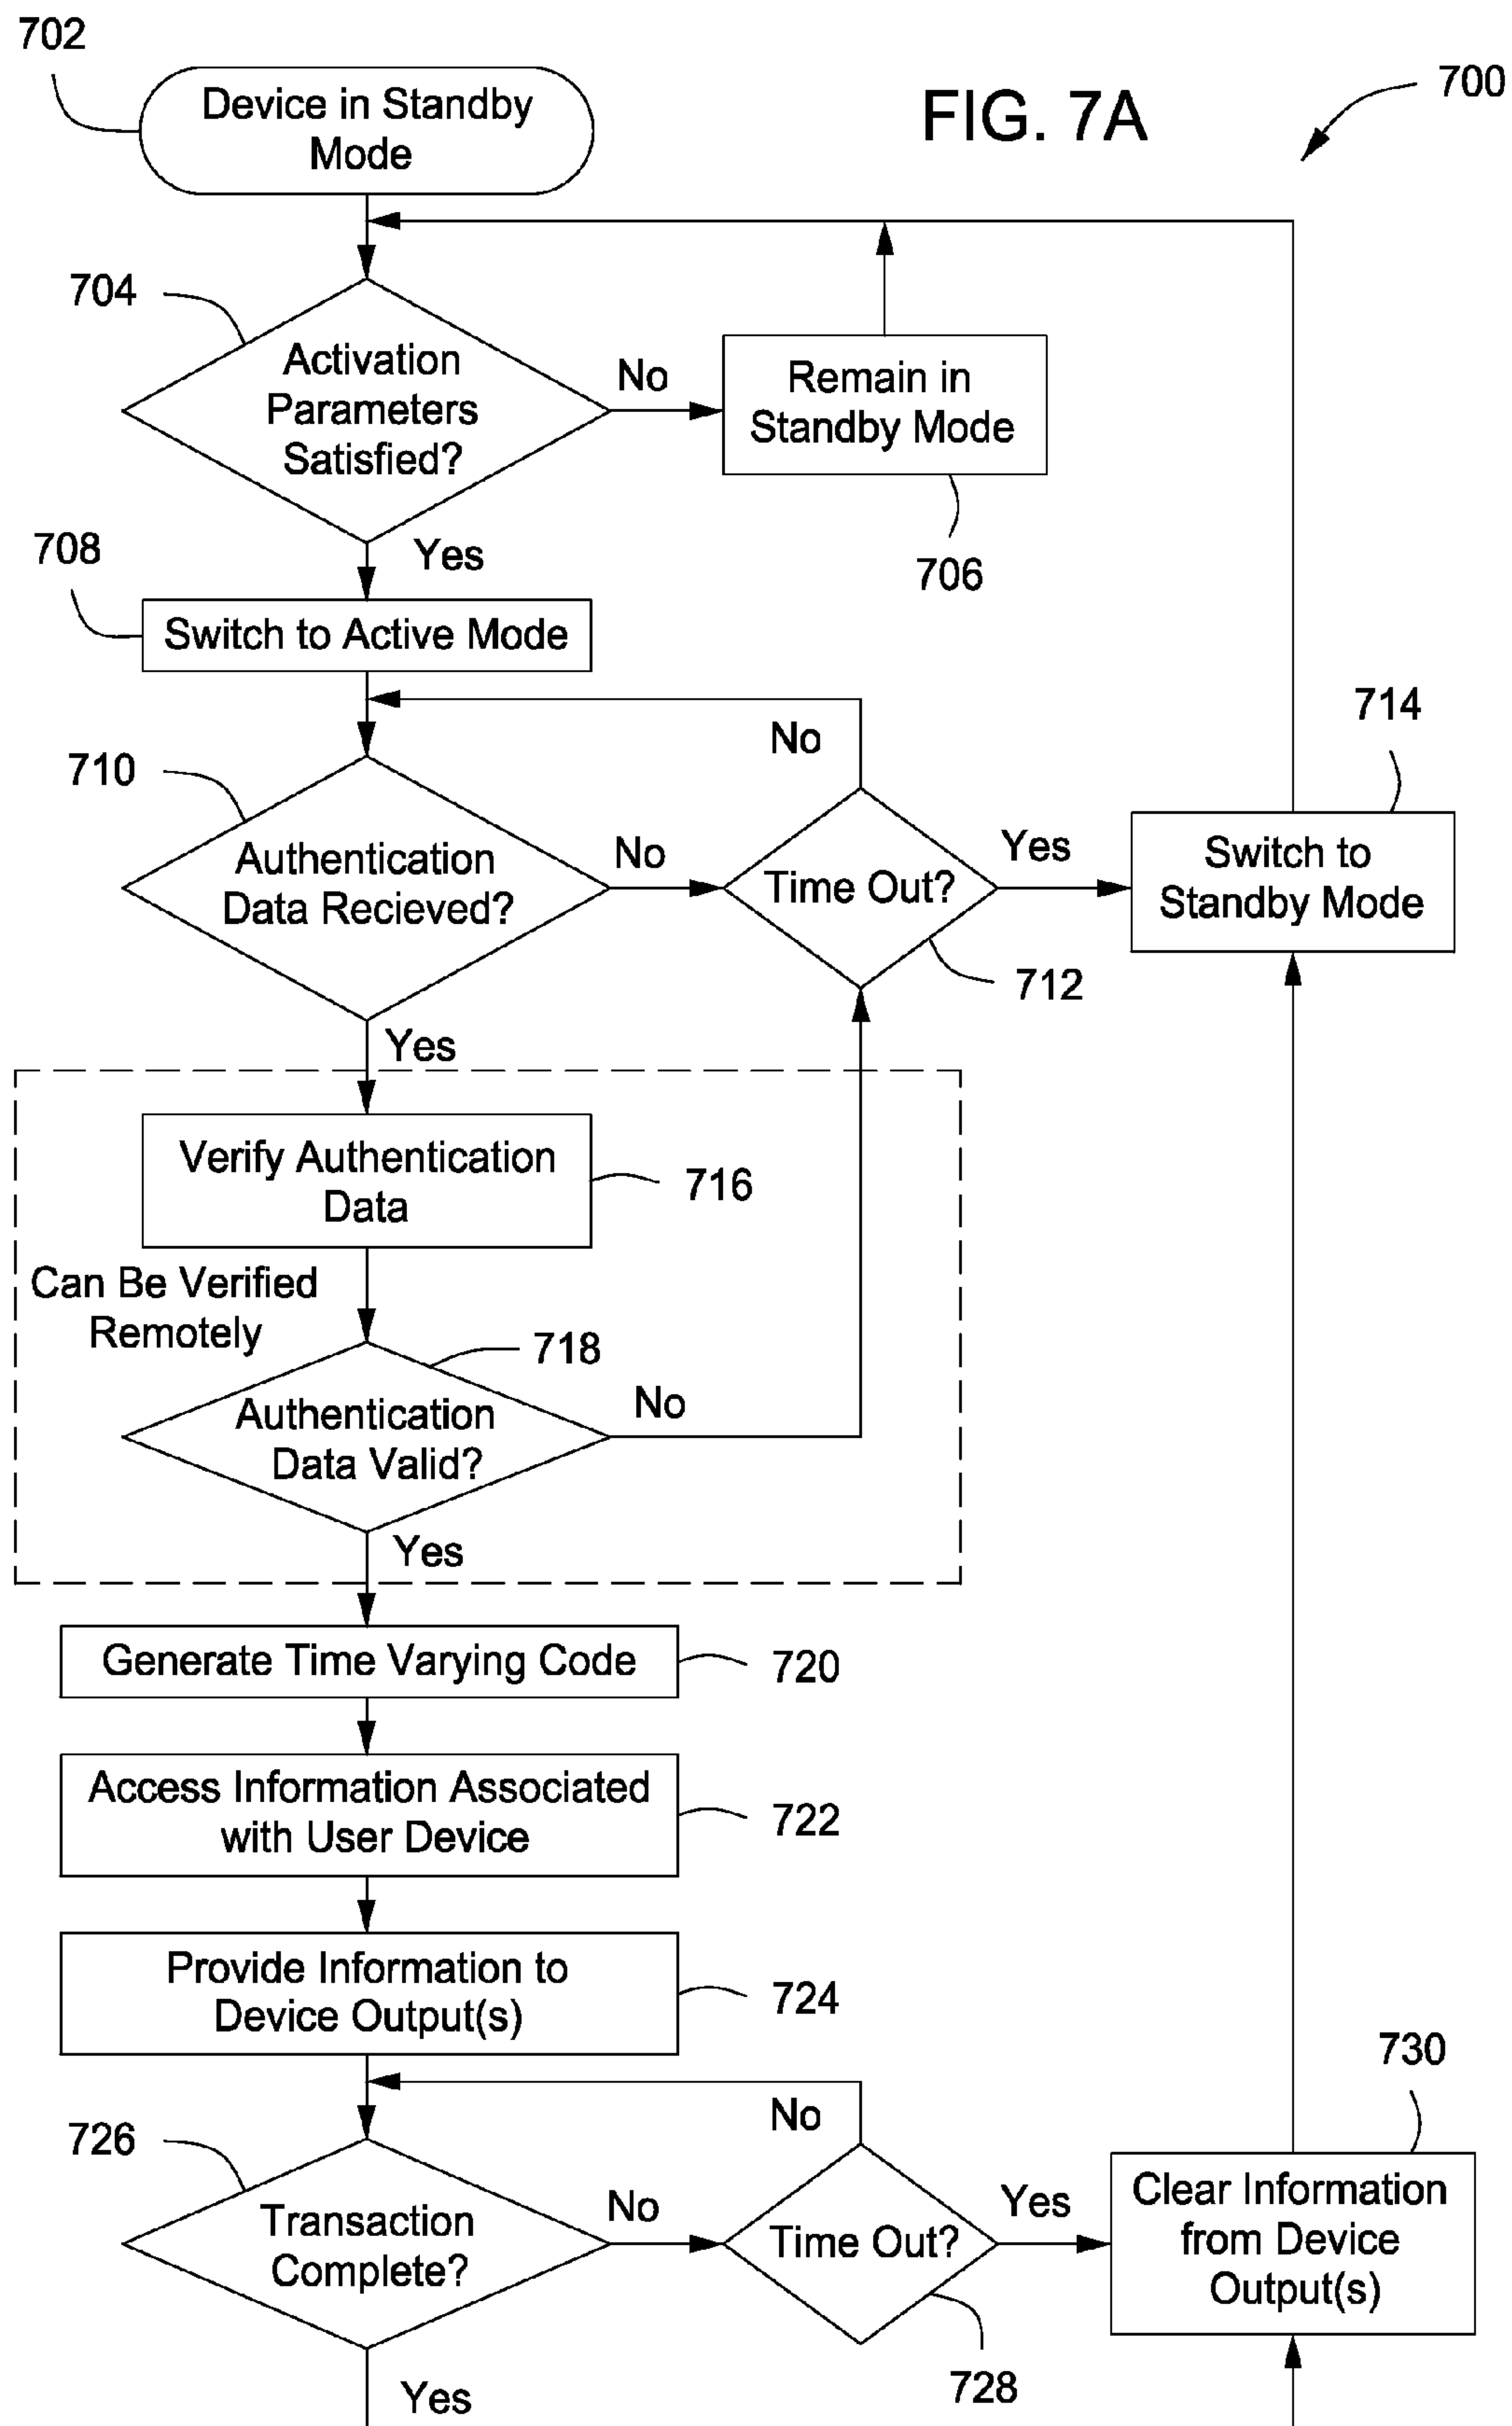 702
Device in Standby
Mode
FIG. 7A
700
704
Activation
Parameters
Satisfied?
No
Remain in
Standby Mode
706
Yes
708
Switch to Active Mode
No
714
710
Authentication
Data Recieved?
No
Time Out?
Yes
Switch to
Standby Mode
712
Yes
Verify Authentication
Data
716
Can Be Verified
Remotely
718
Authentication
Data Valid?
No
Yes
Generate Time Varying Code
720
Access Information Associated
with User Device
722
Provide Information to
Device Output(s)
724
730
No
726
Transaction
Complete?
No
Time Out?
Yes
Clear Information
from Device
Output(s)
728
Yes